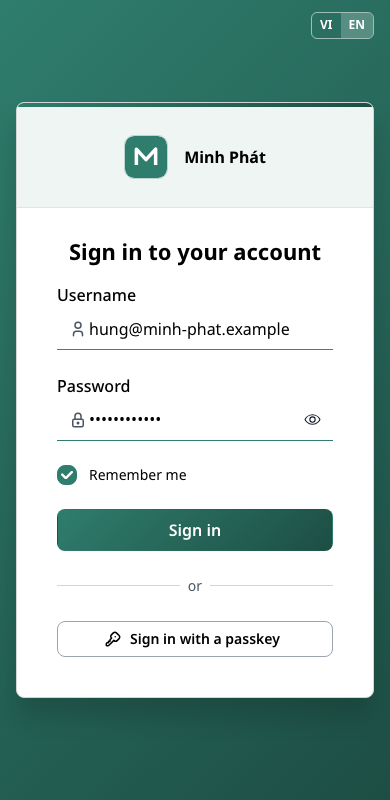 VI EN
Minh Phát
Sign in to your account
Username
hung@minh-phat.example
Password
••••••••••••
Remember me
Sign in
or
Sign in with a passkey